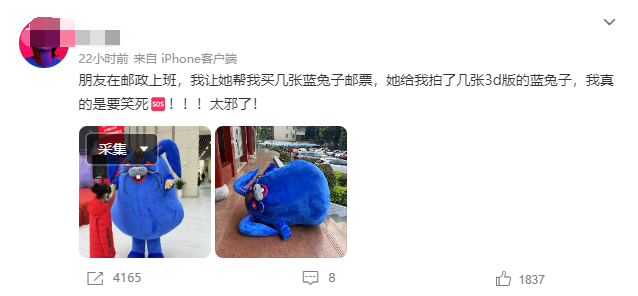 22小时前 来自 iPhone客户端
朋友在邮政上班，我让她帮我买几张蓝兔子邮票，她给我拍了几张3d版的蓝兔子，我真
的是要笑死🆘！！！太邪了！
采集
4165
8
1837